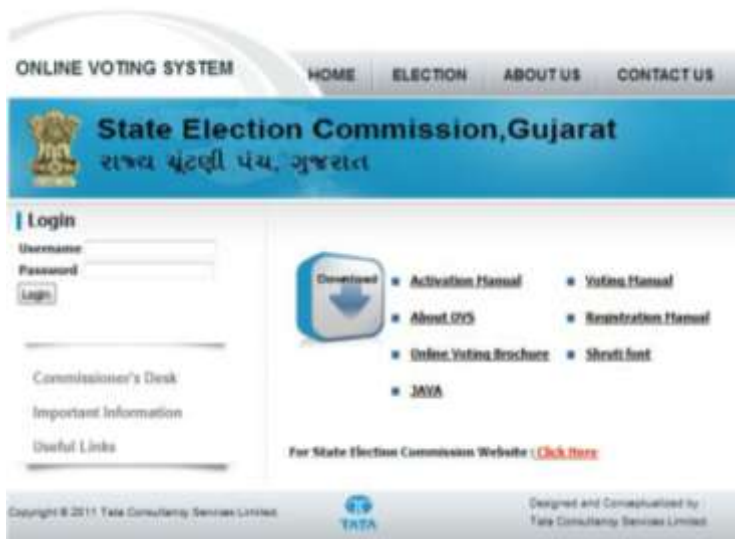 ONLINE VOTING SYSTEM
HOME ELECTION ABOUT US CONTACT US
State Election Commission,Gujarat
રાજ્ય ચૂંટણી પંચ, ગુજરાત
Login
Username
Password
Login
Commissioner's Desk
Important Information
Useful Links
Download
Activation Manual Voting Manual
About OVS Registration Manual
Online Voting Brochure Shruti font
JAVA
For State Election Commission Website : Click Here
Copyright © 2011 Tata Consultancy Services Limited.
TATA
Designed and Conceptualized by
Tata Consultancy Services Limited.